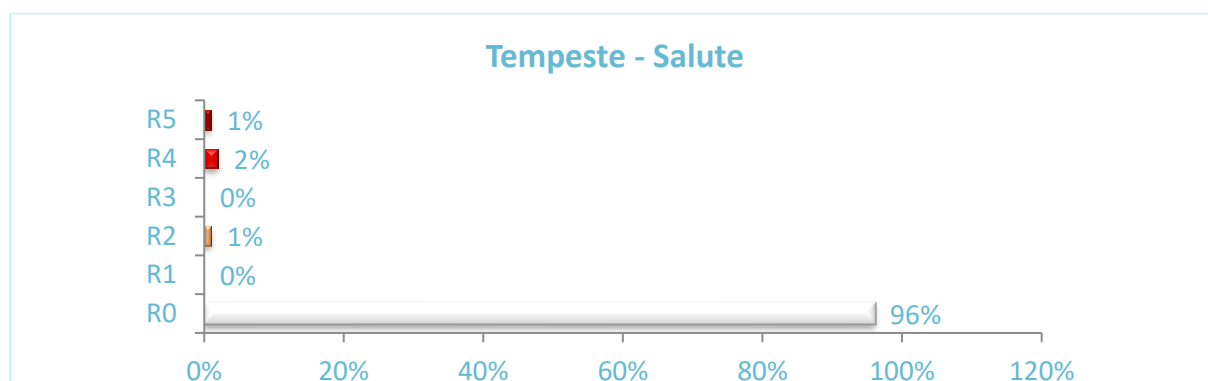 Tempeste - Salute
R5 1%
R4 2%
R3 0%
R2 1%
R1 0%
R0 96%
0% 20% 40% 60% 80% 100% 120%